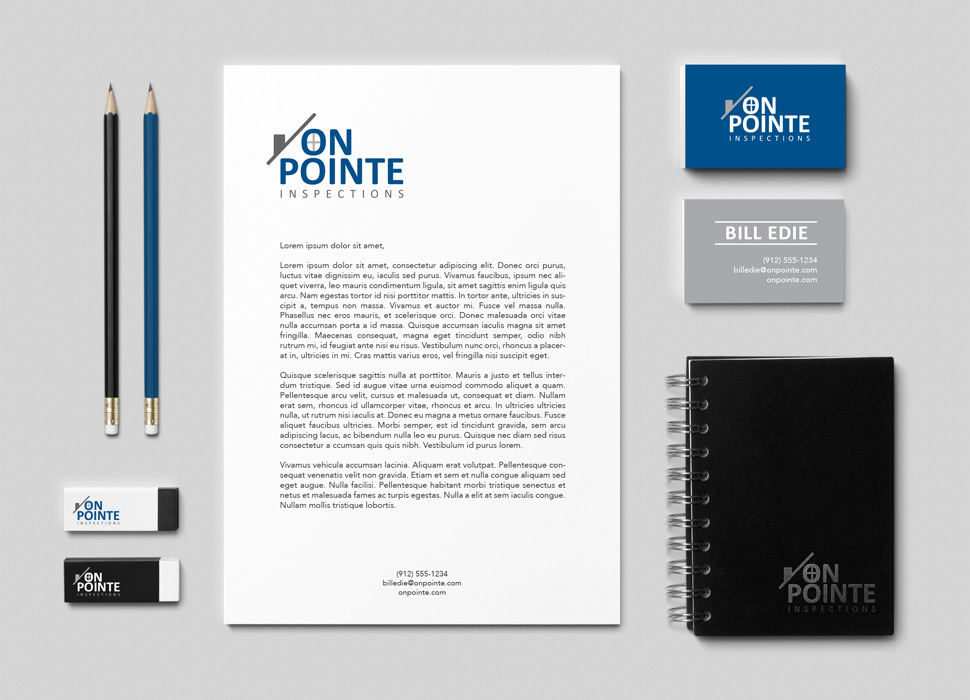 ON
POINTE
INSPECTIONS
Lorem ipsum dolor sit amet,
Lorem ipsum dolor sit amet, consectetur adipiscing elit. Donec orci purus,
luctus vitae dignissim eu, iaculis sed purus. Vivamus faucibus, ipsum nec ali-
quet viverra, leo mauris condimentum ligula, sit amet sagittis enim ligula quis
arcu. Nam egestas tortor id nisi porttitor mattis. In tortor ante, ultricies in sus-
cipit a, tempus non massa. Vivamus et auctor mi. Fusce vel massa nulla.
Phasellus nec eros mauris, et scelerisque orci. Donec malesuada orci vitae
nulla accumsan porta a id massa. Quisque accumsan iaculis magna sit amet
fringilla. Maecenas consequat, magna eget tincidunt semper, odio nibh
rutrum mi, id feugiat ante nisi eu risus. Vestibulum nunc orci, rhoncus a placer-
at in, ultricies in mi. Cras mattis varius eros, vel fringilla nisi suscipit eget.
Quisque scelerisque sagittis nulla at porttitor. Mauris a justo et tellus inter-
dum tristique. Sed id augue vitae urna euismod commodo aliquet a quam.
Pellentesque arcu velit, cursus et malesuada ut, consequat et diam. Nullam
erat sem, rhoncus id ullamcorper vitae, rhoncus et arcu. In ultricies ultricies
nulla, ut rutrum nisi iaculis at. Donec eu magna a metus ornare faucibus. Fusce
aliquet faucibus ultricies. Morbi semper, est id tincidunt gravida, sem arcu
adipiscing lacus, ac bibendum nulla leo eu purus. Quisque nec diam sed risus
consectetur a ccumsan quis quis nibh. Vestibulum id purus lorem.
Vivamus vehicula accumsan lacinia. Aliquam erat volutpat. Pellentesque con-
sequat venenatis velit non gravida. Etiam et sem et nulla congue aliquam sed
eget augue. Nulla facilisi. Pellentesque habitant morbi tristique senectus et
netus et malesuada fames ac turpis egestas. Nulla a elit at sem iaculis congue.
Nullam mollis tristique lobortis.
(912) 555-1234
billedie@onpointe.com
onpointe.com
ON
POINTE
INSPECTIONS
BILL EDIE
(912) 555-1234
billedie@onpointe.com
onpointe.com
ON
POINTE
INSPECTIONS
ON
POINTE
INSPECTIONS
ON
POINTE
INSPECTIONS